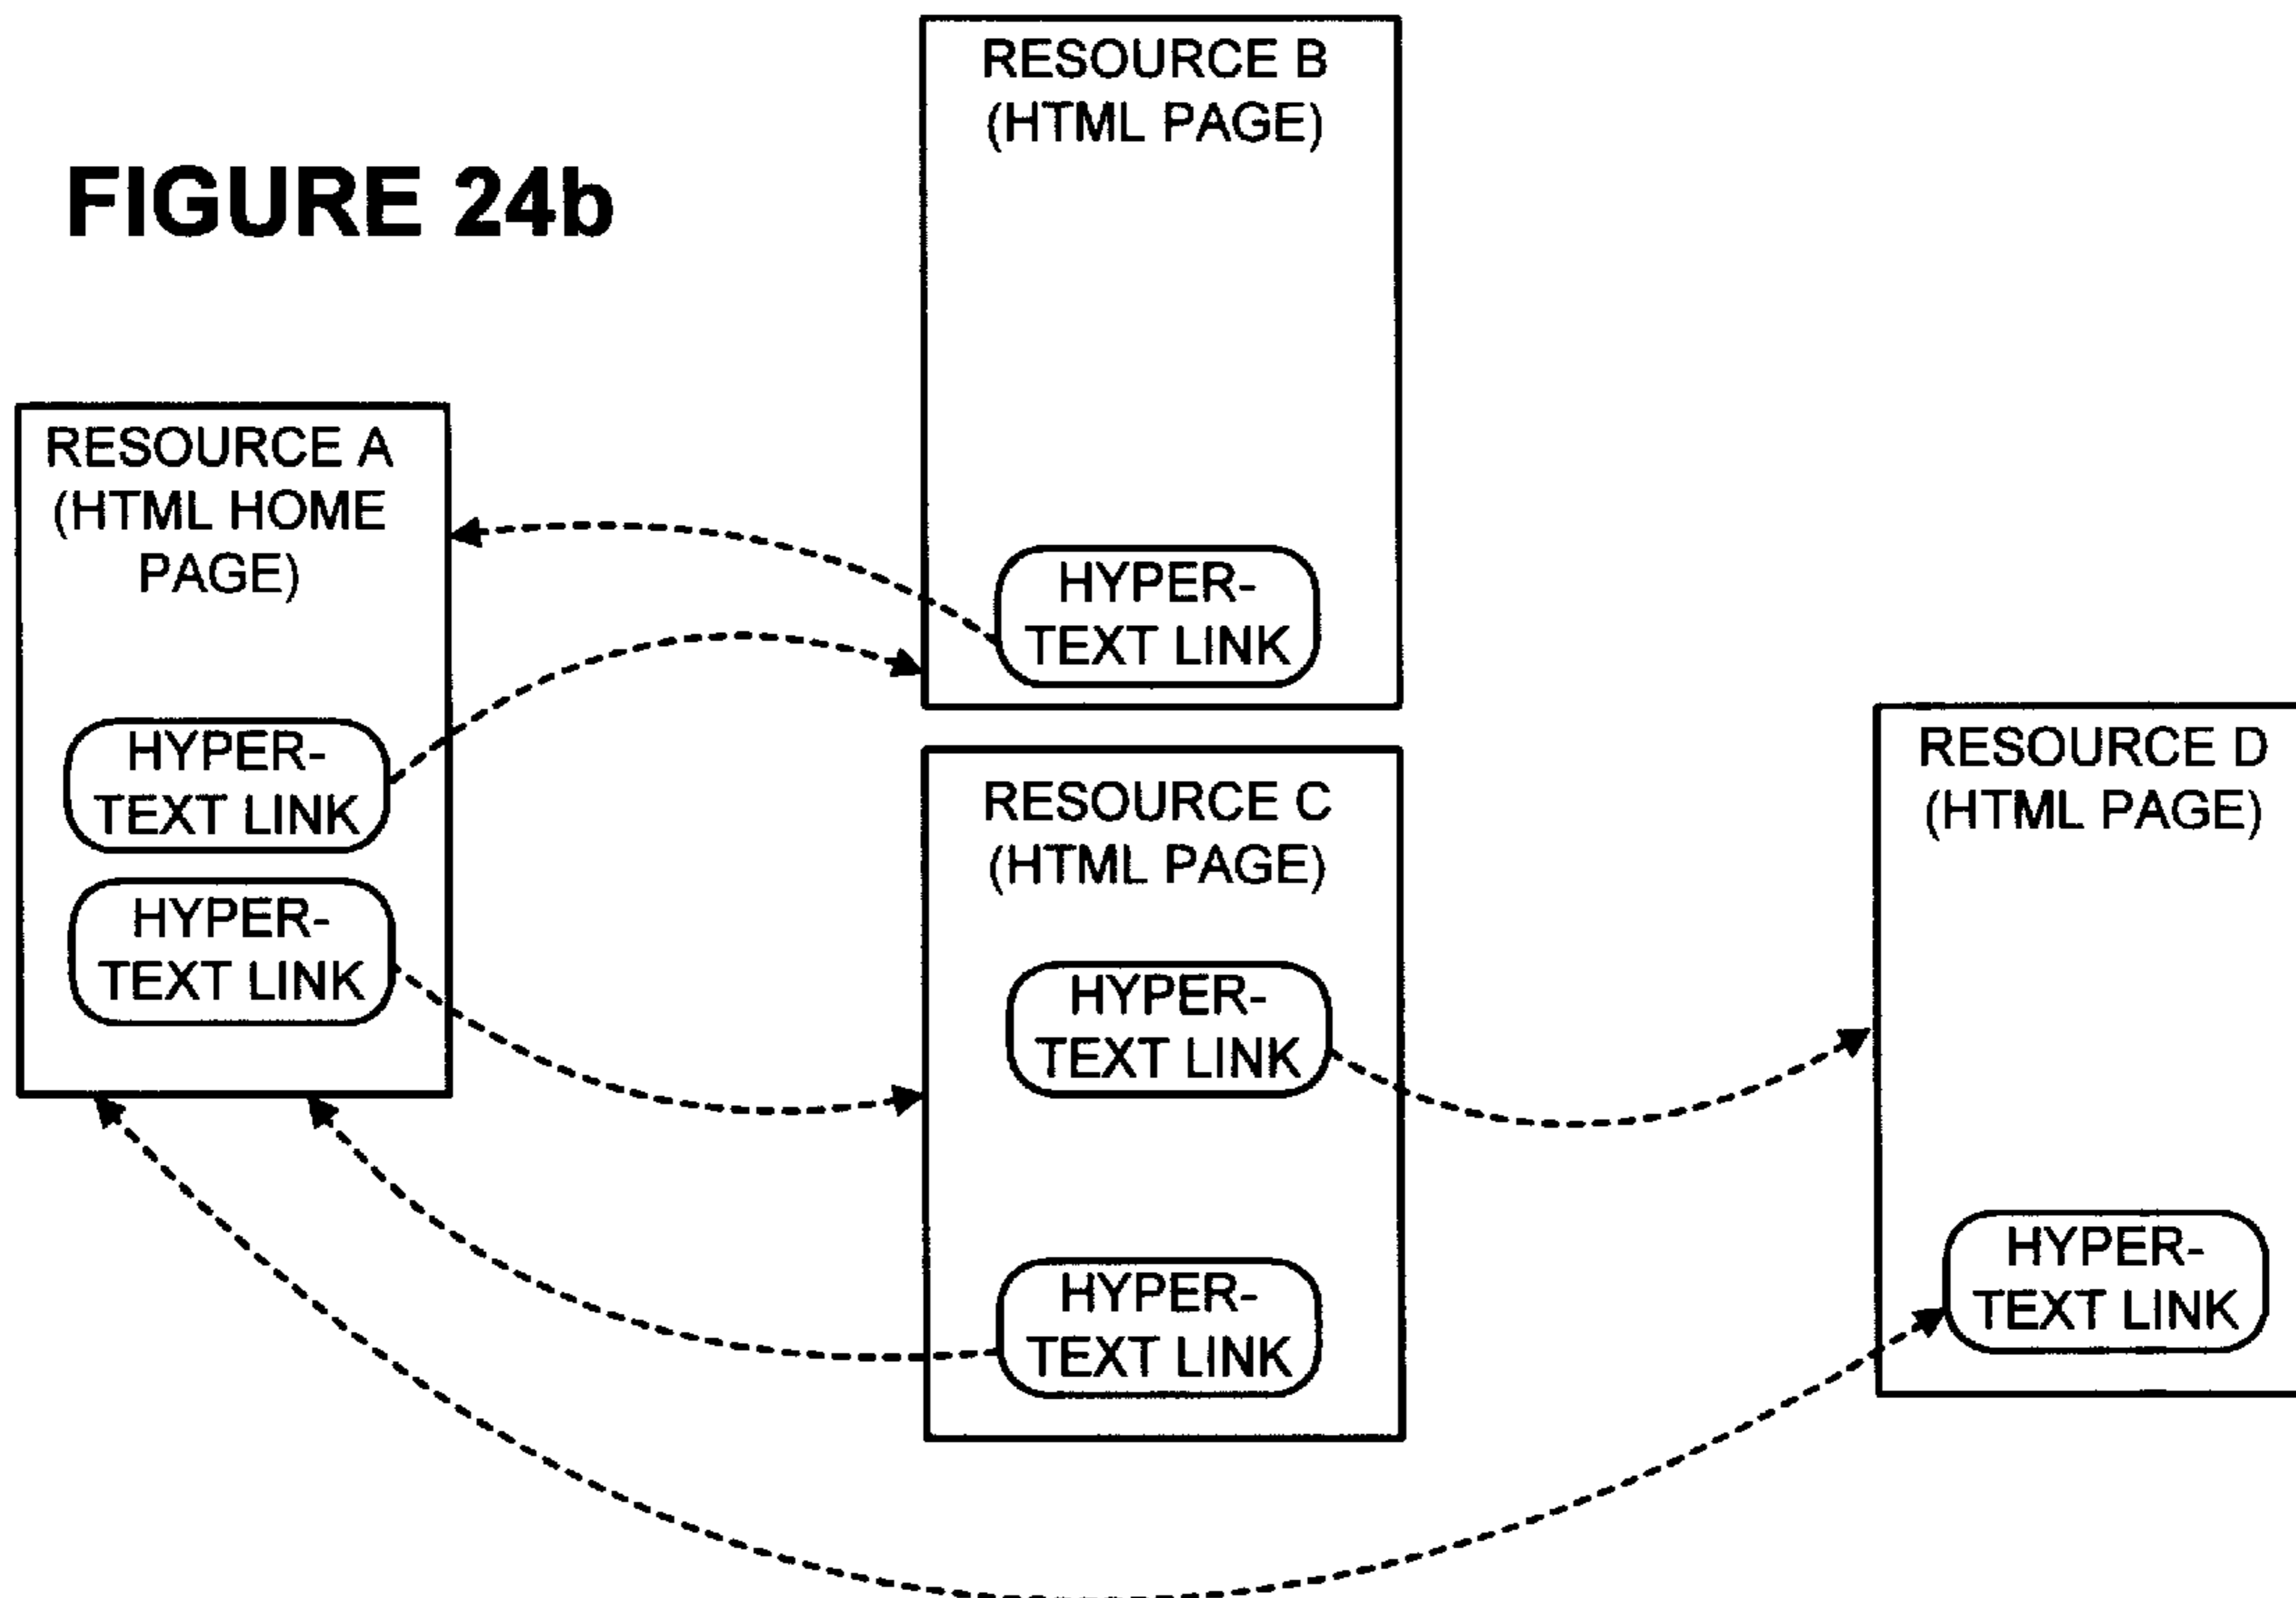 FIGURE 24b
RESOURCE A
(HTML HOME
PAGE)
HYPER-
TEXT LINK
HYPER-
TEXT LINK
RESOURCE B
(HTML PAGE)
HYPER-
TEXT LINK
RESOURCE C
(HTML PAGE)
HYPER-
TEXT LINK
HYPER-
TEXT LINK
RESOURCE D
(HTML PAGE)
HYPER-
TEXT LINK